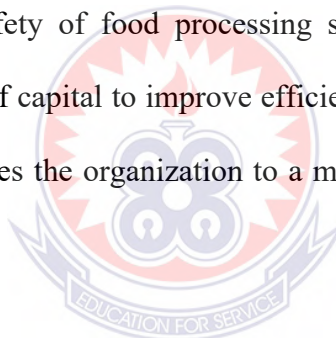 fety of food processing s
f capital to improve efficie
es the organization to a m
EDUCATION FOR SERVICE